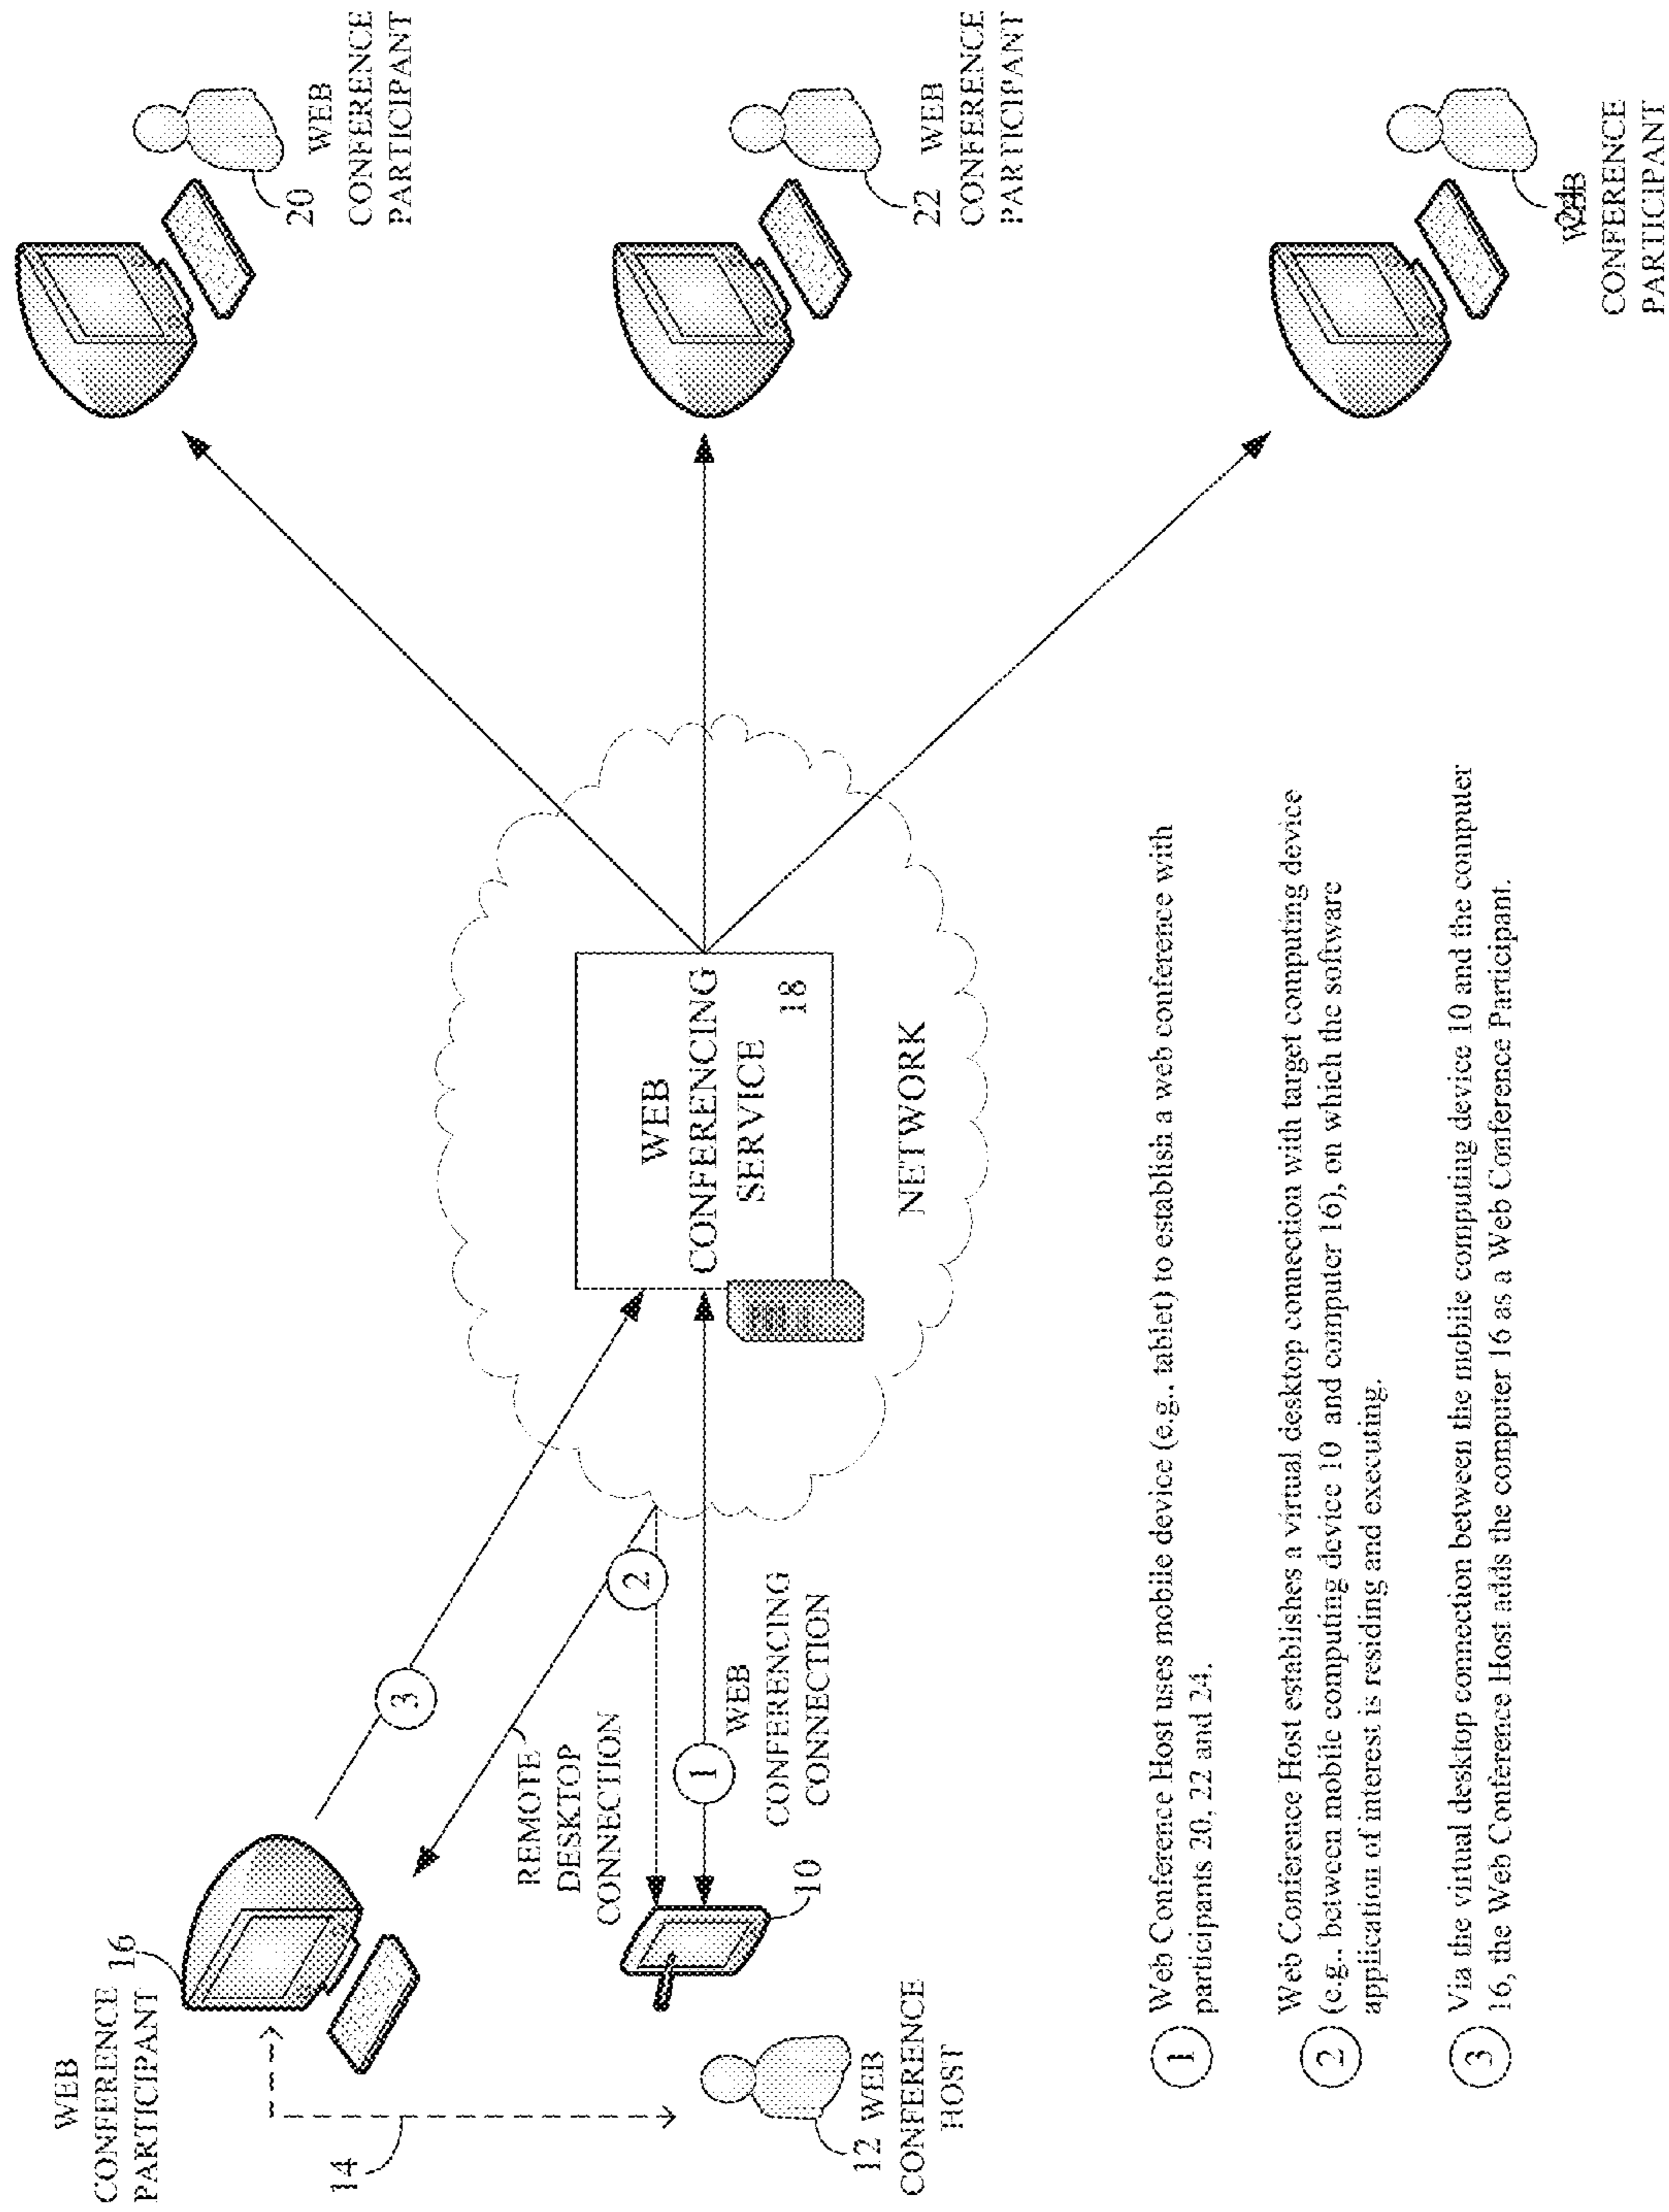 WEB
CONFERENCE
PARTICIPANT
16
14
12 WEB
CONFERENCE
HOST
10
REMOTE
DESKTOP
CONNECTION
3
2
1
WEB
CONFERENCING
CONNECTION
WEB
CONFERENCING
SERVICE
18
NETWORK
20
WEB
CONFERENCE
PARTICIPANT
22
WEB
CONFERENCE
PARTICIPANT
24
WEB
CONFERENCE
PARTICIPANT
1 Web Conference Host uses mobile device (e.g., tablet) to establish a web conference with
participants 20, 22 and 24.
2 Web Conference Host establishes a virtual desktop connection with target computing device
(e.g., between mobile computing device 10 and computer 16), on which the software
application of interest is residing and executing.
3 Via the virtual desktop connection between the mobile computing device 10 and the computer
16, the Web Conference Host adds the computer 16 as a Web Conference Participant.